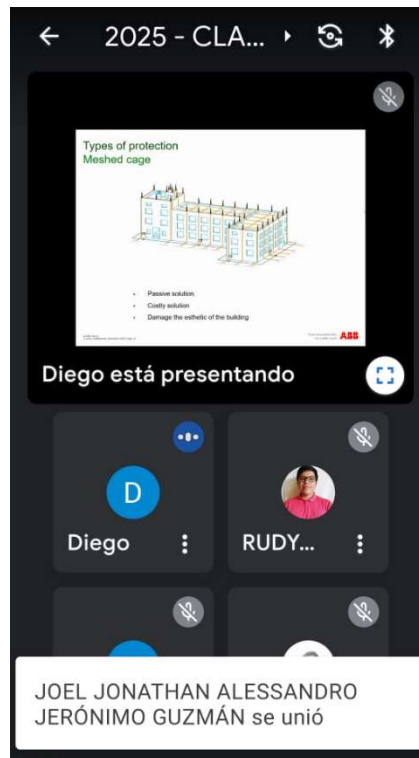 2025 - CLA...
Types of protection
Meshed cage
• Passive solution
• Costly solution
• Damage the esthetic of the building
ABB
Diego está presentando
D
Diego
RUDY...
JOEL JONATHAN ALESSANDRO
JERÓNIMO GUZMÁN se unió